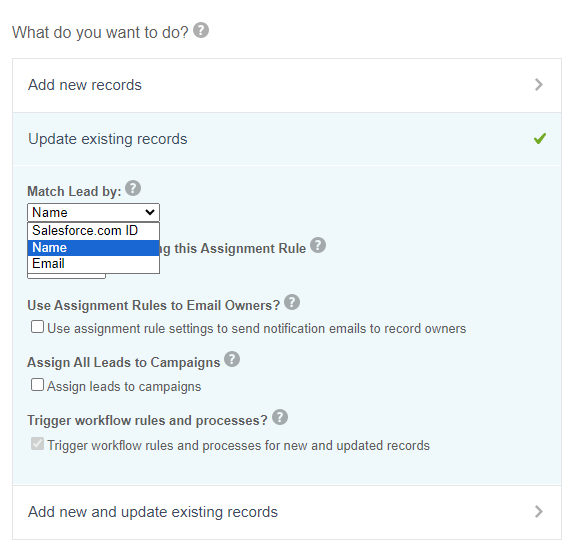 What do you want to do? ?
Add new records
Update existing records
Match Lead by: ?
Name
Salesforce.com ID
Name
Email
this Assignment Rule ?
Use Assignment Rules to Email Owners? ?
Use assignment rule settings to send notification emails to record owners
Assign All Leads to Campaigns ?
Assign leads to campaigns
Trigger workflow rules and processes? ?
Trigger workflow rules and processes for new and updated records
Add new and update existing records